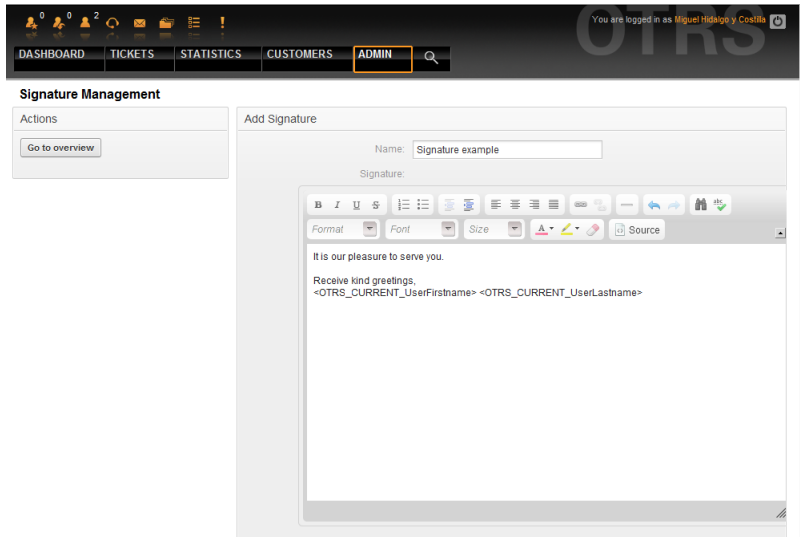 0 0 2
You are logged in as Miguel Hidalgo y Costilla
OTRS
DASHBOARD TICKETS STATISTICS CUSTOMERS ADMIN
Signature Management
Actions
Go to overview
Add Signature
Name: Signature example
Signature:
B I U S
abc
Format Font Size A Source
It is our pleasure to serve you.
Receive kind greetings,
<OTRS_CURRENT_UserFirstname> <OTRS_CURRENT_UserLastname>